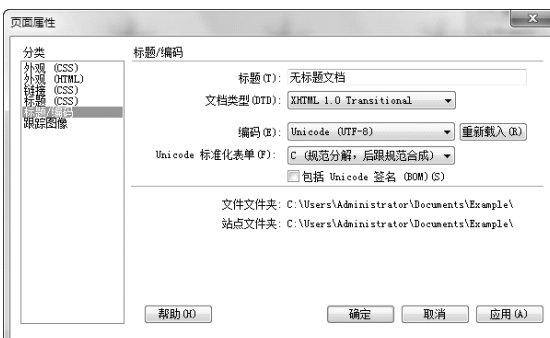 页面属性
分类
外观 (CSS)
外观 (HTML)
链接 (CSS)
标题 (CSS)
标题/编码
跟踪图像
标题/编码
标题(T): 无标题文档
文档类型(DTD): XHTML 1.0 Transitional
编码(E): Unicode (UTF-8) 重新载入(R)
Unicode 标准化表单(F): C (规范分解，后跟规范合成)
包括 Unicode 签名 (BOM)(S)
文件文件夹: C:\Users\Administrator\Documents\Example\
站点文件夹: C:\Users\Administrator\Documents\Example\
帮助(H) 确定 取消 应用(A)